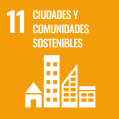 11 CIUDADES Y
COMUNIDADES
SOSTENIBLES